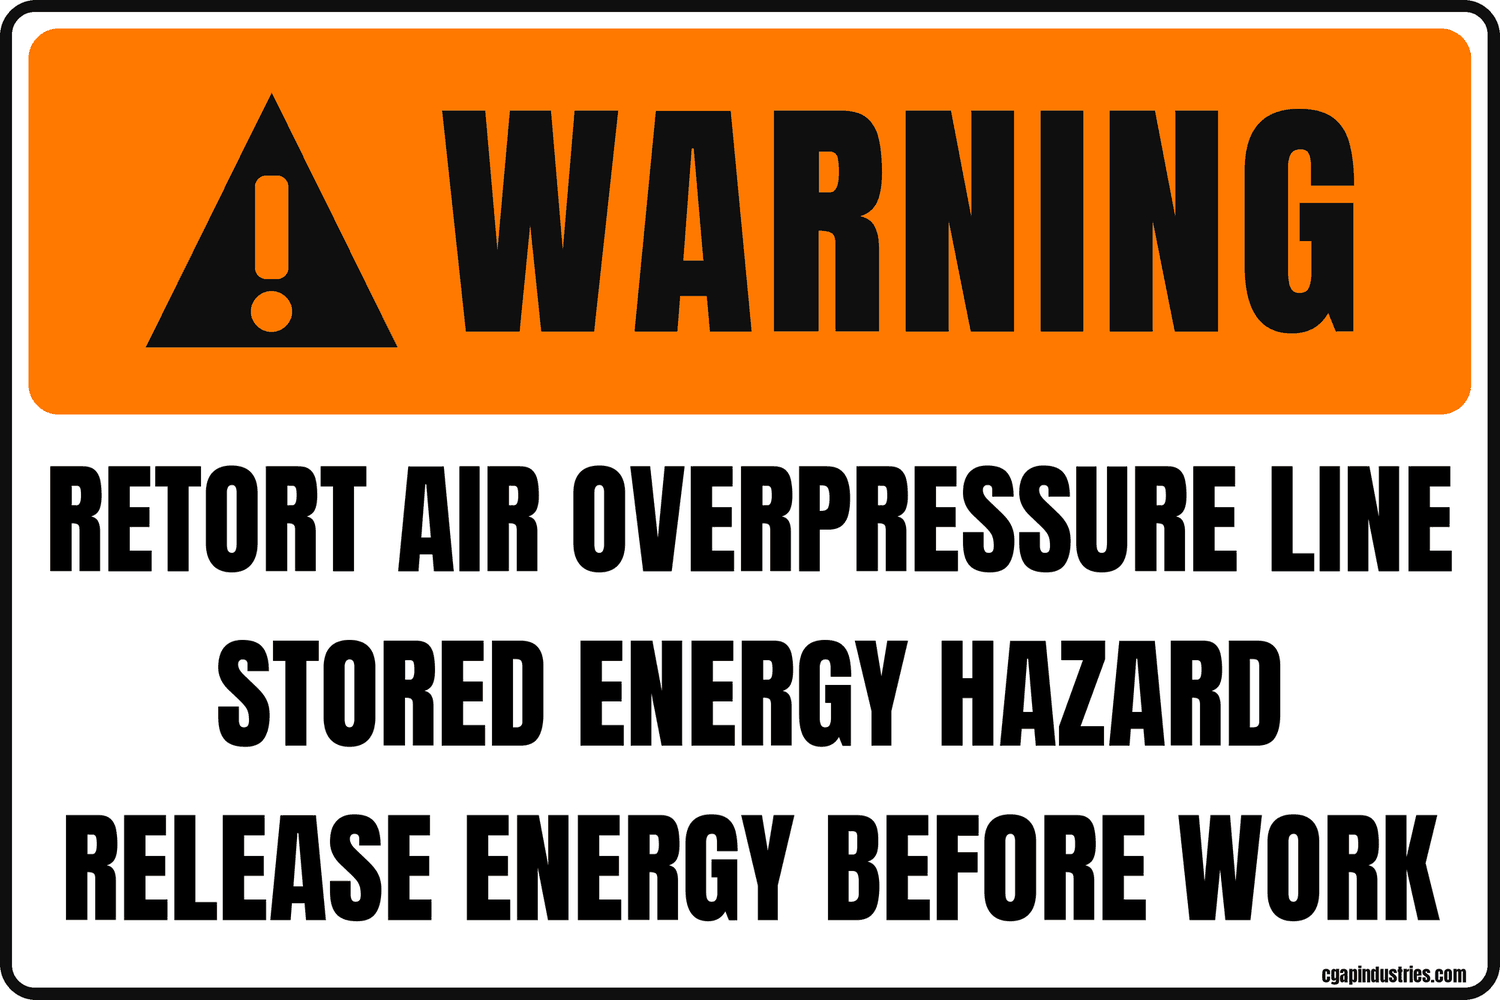 WARNING
RETORT AIR OVERPRESSURE LINE
STORED ENERGY HAZARD
RELEASE ENERGY BEFORE WORK
cgapindustries.com